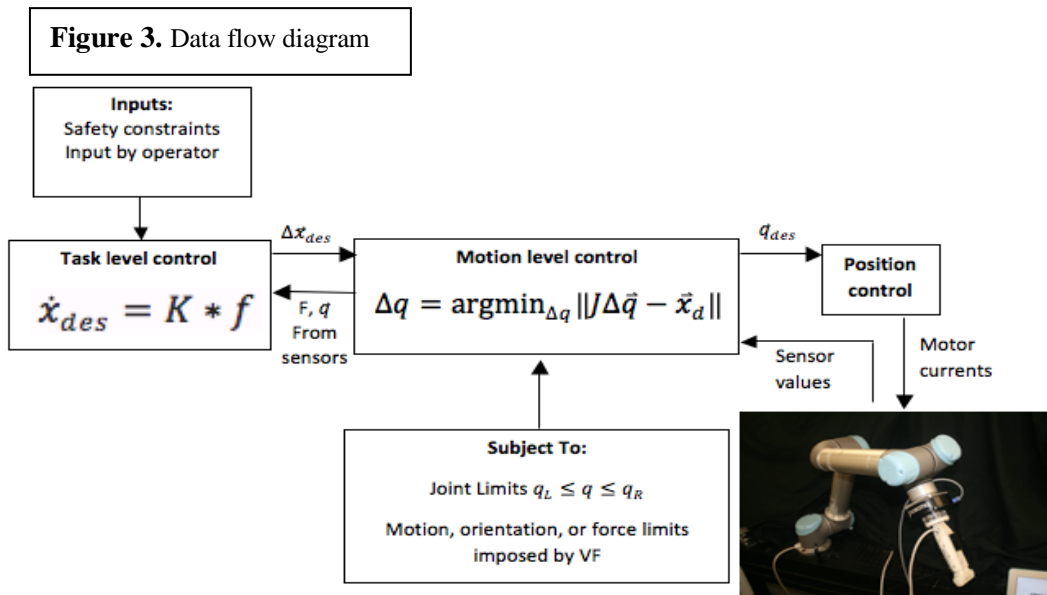 Figure 3. Data flow diagram
Inputs:
Safety constraints
Input by operator
Δx⃗_des
Task level control
ẋ_des = K * f
F, q
From
sensors
Motion level control
Δq = argmin_Δq ‖JΔq⃗ − x⃗_d‖
q_des
Position
control
Sensor
values
Motor
currents
Subject To:
Joint Limits q_L ≤ q ≤ q_R
Motion, orientation, or force limits
imposed by VF